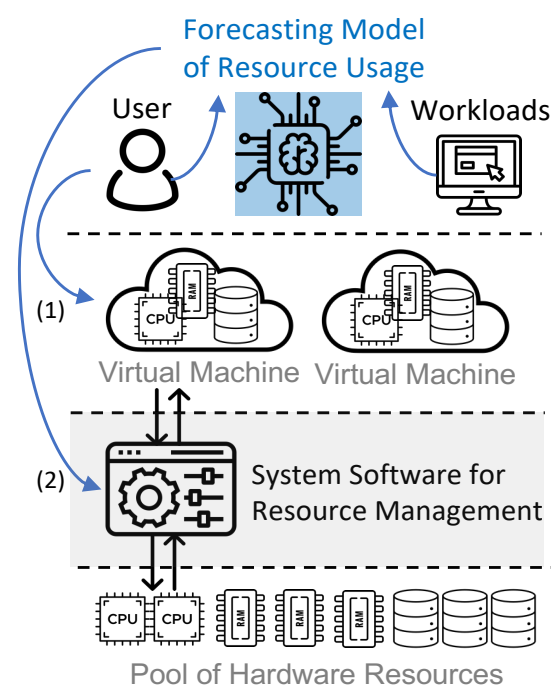 Forecasting Model
of Resource Usage
User
Workloads
(1)
CPU
RAM
CPU
RAM
Virtual Machine
Virtual Machine
(2)
System Software for
Resource Management
CPU
CPU
RAM
RAM
RAM
Pool of Hardware Resources